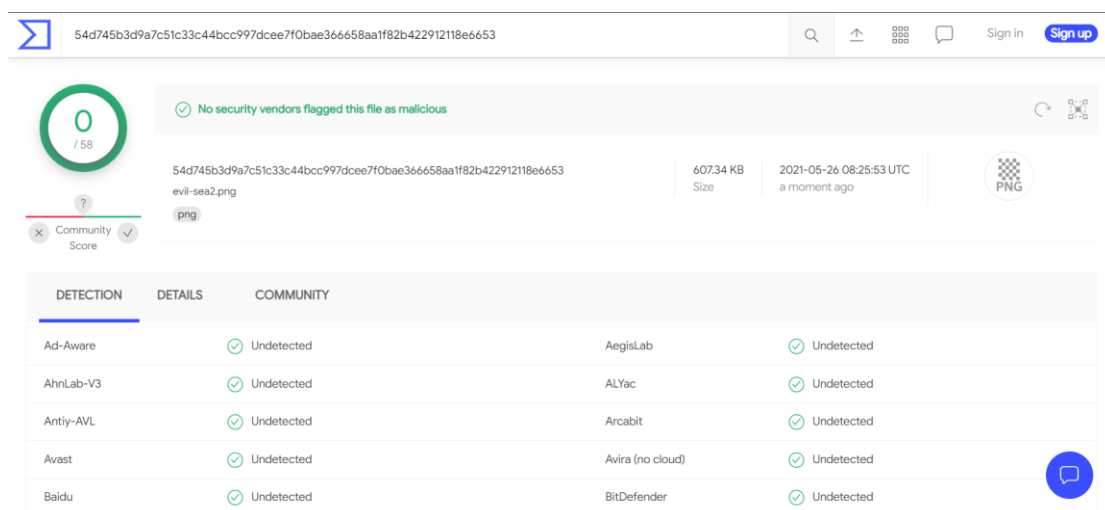 54d745b3d9a7c51c33c44bcc997dcee7f0bae366658aa1f82b422912118e6653
Sign in
Sign up
0
/ 58
No security vendors flagged this file as malicious
54d745b3d9a7c51c33c44bcc997dcee7f0bae366658aa1f82b422912118e6653
evil-sea2.png
png
607.34 KB
Size
2021-05-26 08:25:53 UTC
a moment ago
PNG
?
Community
Score
DETECTION DETAILS COMMUNITY
Ad-Aware Undetected AegisLab Undetected
AhnLab-V3 Undetected ALYac Undetected
Antiy-AVL Undetected Arcabit Undetected
Avast Undetected Avira (no cloud) Undetected
Baidu Undetected BitDefender Undetected